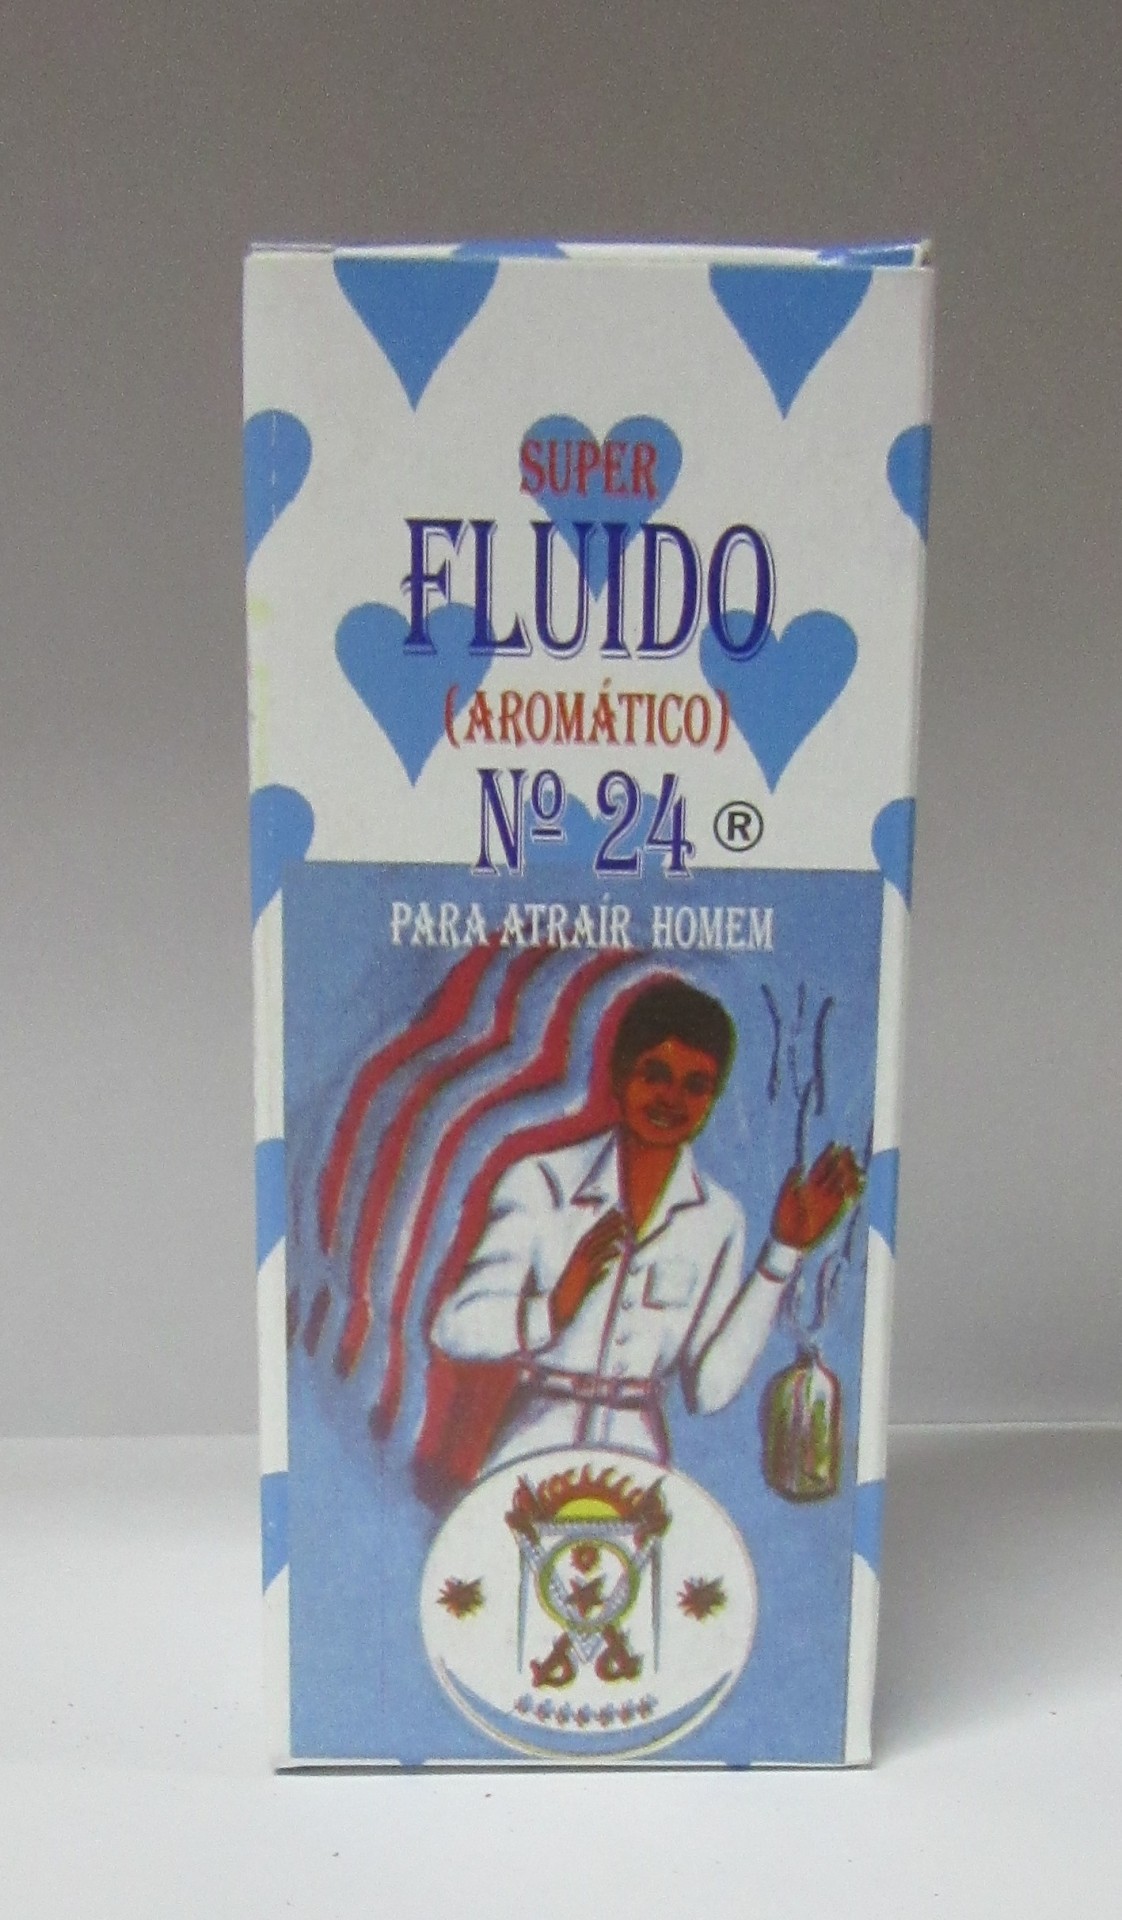 SUPER
FLUIDO
(AROMÁTICO)
Nº 24 ®
PARA ATRAÍR HOMEM